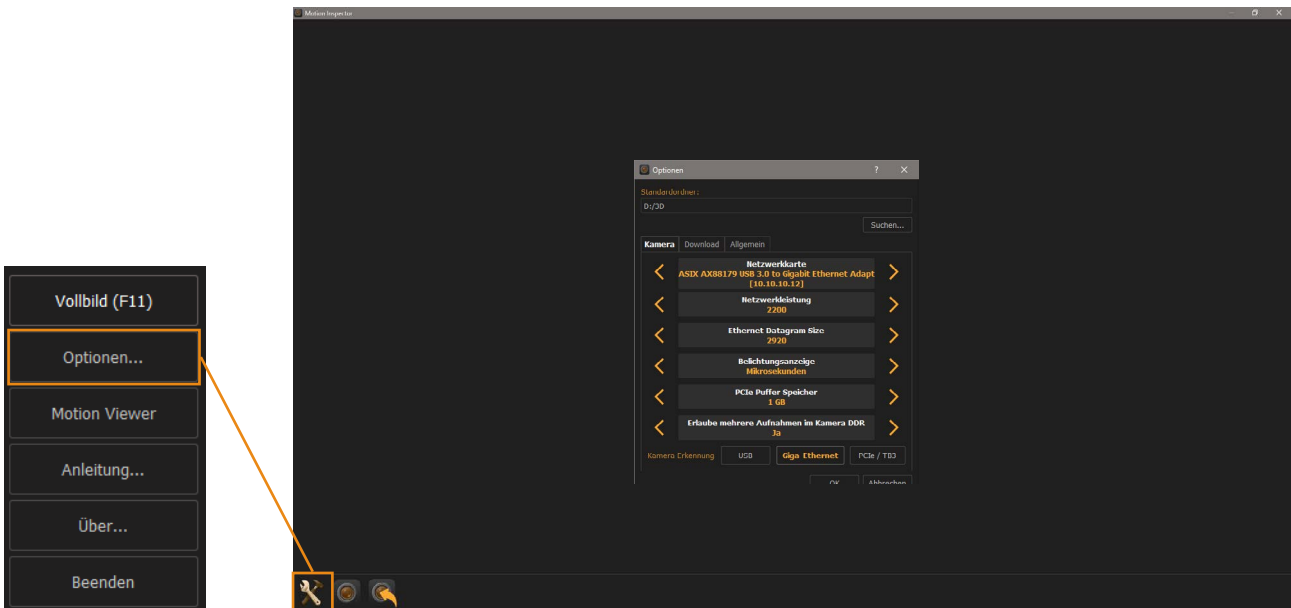 Motion Inspector
Optionen
?
Standardordner:
D:/3D
Suchen...
Kamera Download Allgemein
Netzwerkkarte
ASIX AX88179 USB 3.0 to Gigabit Ethernet Adapt
[10.10.10.12]
Netzwerkleistung
2200
Ethernet Datagram Size
2920
Belichtungsanzeige
Mikrosekunden
PCIe Puffer Speicher
1 GB
Erlaube mehrere Aufnahmen im Kamera DDR
Ja
Kamera Erkennung USB Giga Ethernet PCIe / TB3
OK Abbrechen
Vollbild (F11)
Optionen...
Motion Viewer
Anleitung...
Über...
Beenden